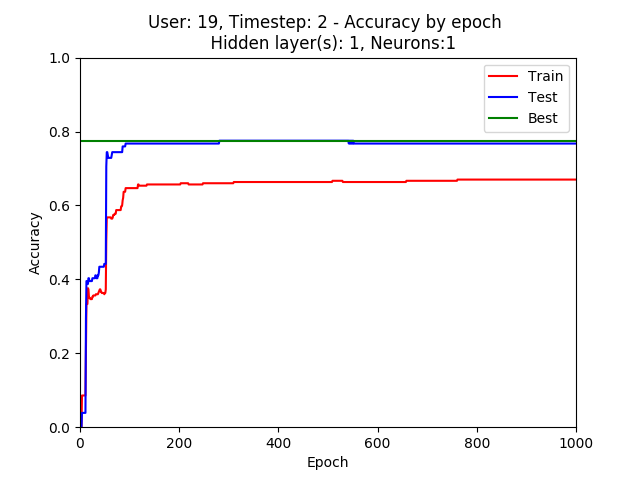 User: 19, Timestep: 2 - Accuracy by epoch
Hidden layer(s): 1, Neurons:1
1.0
Train
Test
Best
0.8
0.6
Accuracy
0.4
0.2
0.0
0 200 400 600 800 1000
Epoch